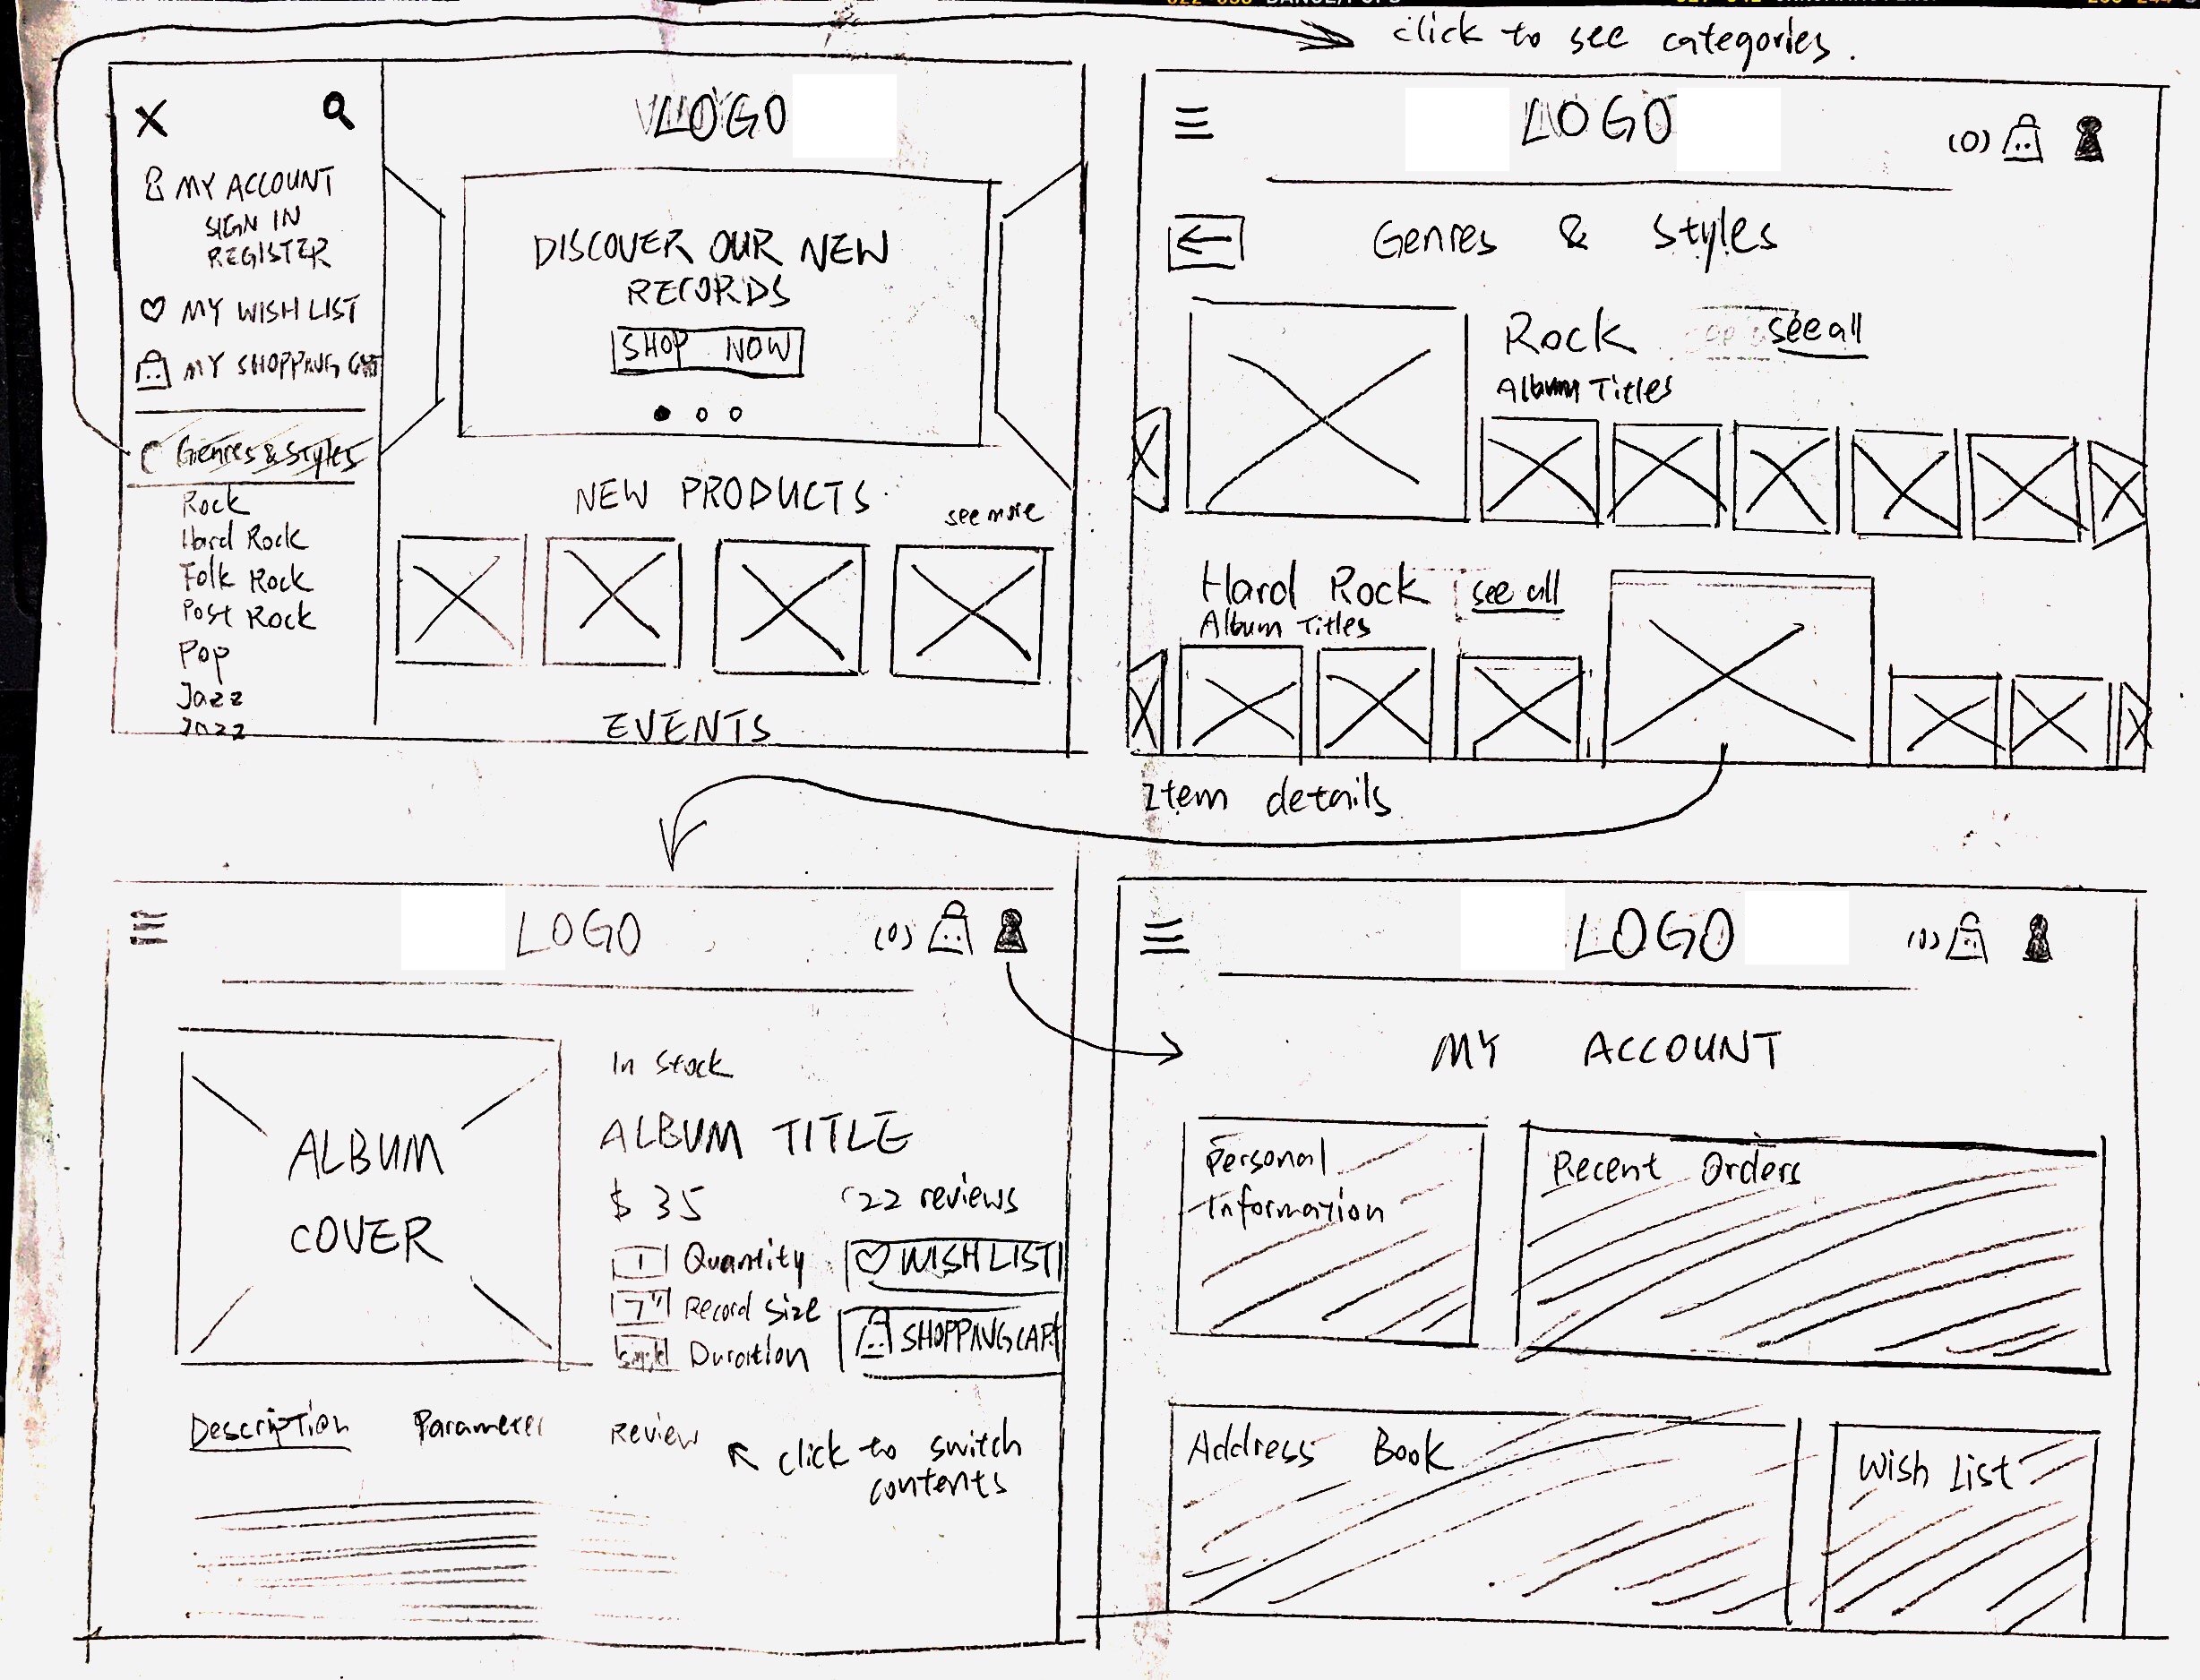 click to see categories.
X
LOGO
MY ACCOUNT
SIGN IN
REGISTER
MY WISH LIST
MY SHOPPING
Genres & Styles
Rock
Hard Rock
Folk Rock
Post Rock
Pop
Jazz
Jazz
DISCOVER OUR NEW
RECORDS
SHOP NOW
NEW PRODUCTS
see more
EVENTS
LOGO
(0)
Genres & Styles
Rock see all
Album Titles
Hard Rock see all
Album Titles
Item details
LOGO
(0)
ALBUM
COVER
In Stock
ALBUM TITLE
$ 35 22 reviews
1 Quantity
WISH LIST
7" Record Size
SHOPPING CART
Duration
Description Parameter Review
click to switch
contents
LOGO
(0)
MY ACCOUNT
Personal
Information
Recent Orders
Address Book
Wish List